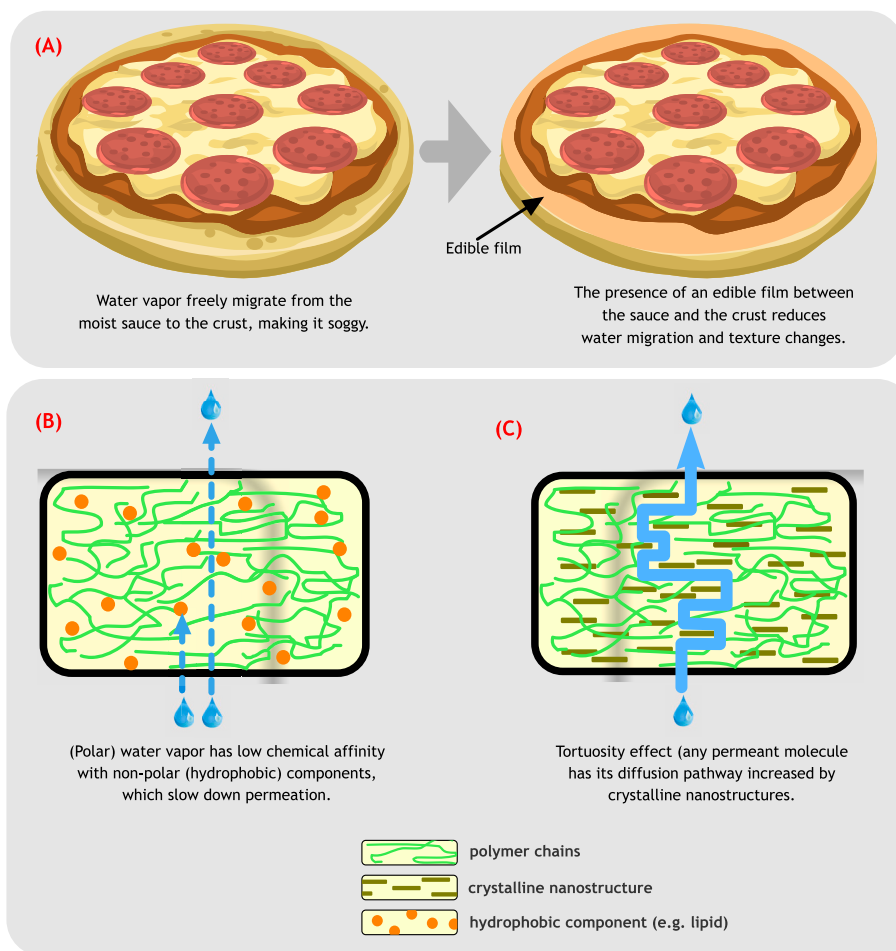 (A)
Edible film
Water vapor freely migrate from the
moist sauce to the crust, making it soggy.
The presence of an edible film between
the sauce and the crust reduces
water migration and texture changes.
(B)
(C)
(Polar) water vapor has low chemical affinity
with non-polar (hydrophobic) components,
which slow down permeation.
Tortuosity effect (any permeant molecule
has its diffusion pathway increased by
crystalline nanostructures.
polymer chains
crystalline nanostructure
hydrophobic component (e.g. lipid)